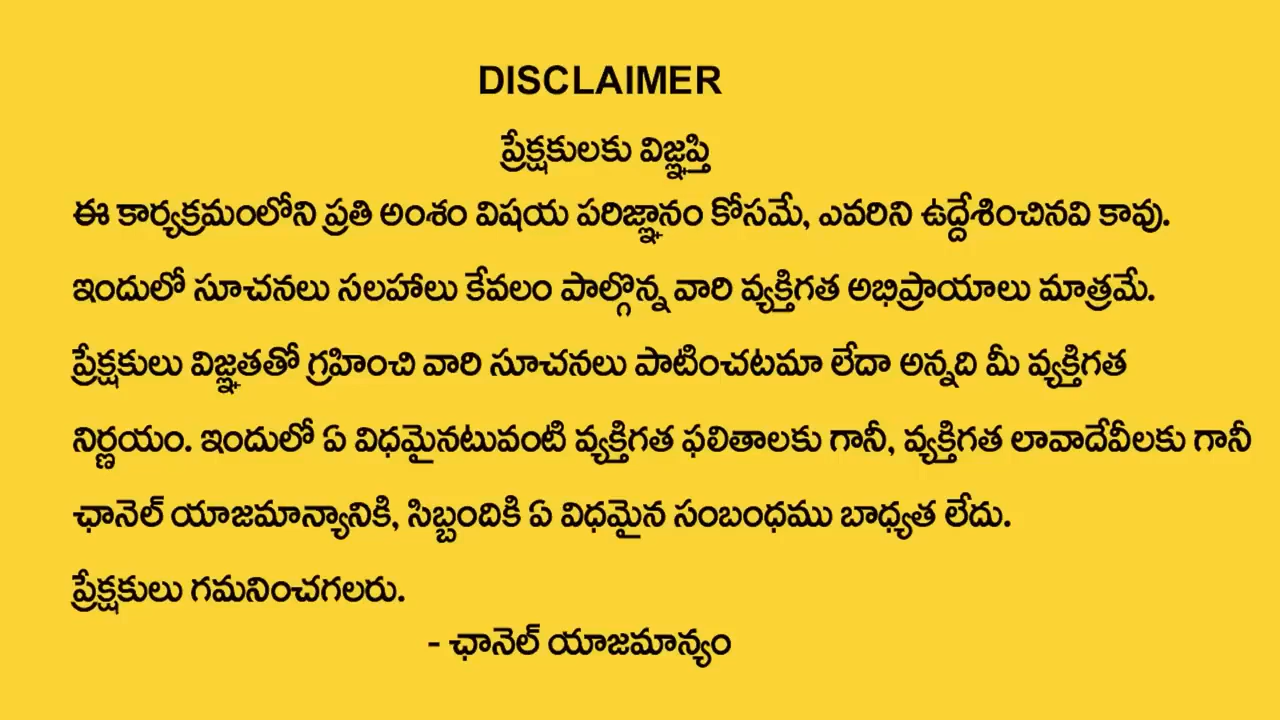 DISCLAIMER
ప్రేక్షకులకు విజ్ఞప్తి
ఈ కార్యక్రమంలోని ప్రతి అంశం విషయ పరిజ్ఞానం కోసమే, ఎవరిని ఉద్దేశించినవి కావు.
ఇందులో సూచనలు సలహాలు కేవలం పాల్గొన్న వారి వ్యక్తిగత అభిప్రాయాలు మాత్రమే.
ప్రేక్షకులు విజ్ఞతతో గ్రహించి వారి సూచనలు పాటించటమా లేదా అన్నది మీ వ్యక్తిగత
నిర్ణయం. ఇందులో ఏ విధమైనటువంటి వ్యక్తిగత ఫలితాలకు గానీ, వ్యక్తిగత లావాదేవీలకు గానీ
ఛానెల్ యాజమాన్యానికి, సిబ్బందికి ఏ విధమైన సంబంధము బాధ్యత లేదు.
ప్రేక్షకులు గమనించగలరు.
- ఛానెల్ యాజమాన్యం